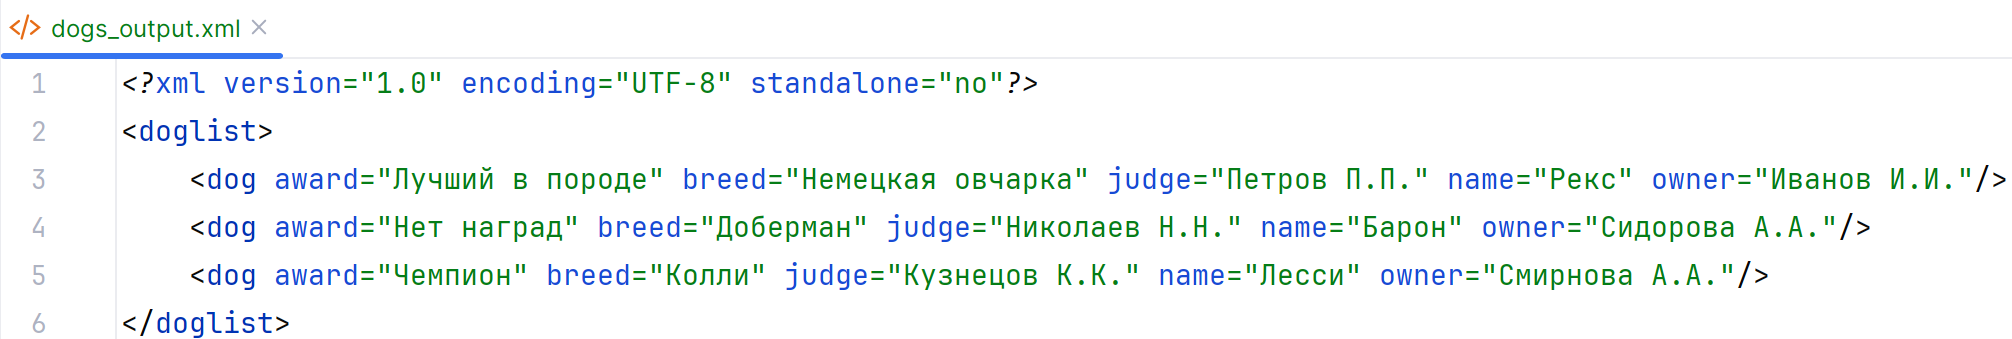 </> dogs_output.xml ×
1 <?xml version="1.0" encoding="UTF-8" standalone="no"?>
2 <doglist>
3     <dog award="Лучший в породе" breed="Немецкая овчарка" judge="Петров П.П." name="Рекс" owner="Иванов И.И."/>
4     <dog award="Нет наград" breed="Доберман" judge="Николаев Н.Н." name="Барон" owner="Сидорова А.А."/>
5     <dog award="Чемпион" breed="Колли" judge="Кузнецов К.К." name="Лесси" owner="Смирнова А.А."/>
6 </doglist>